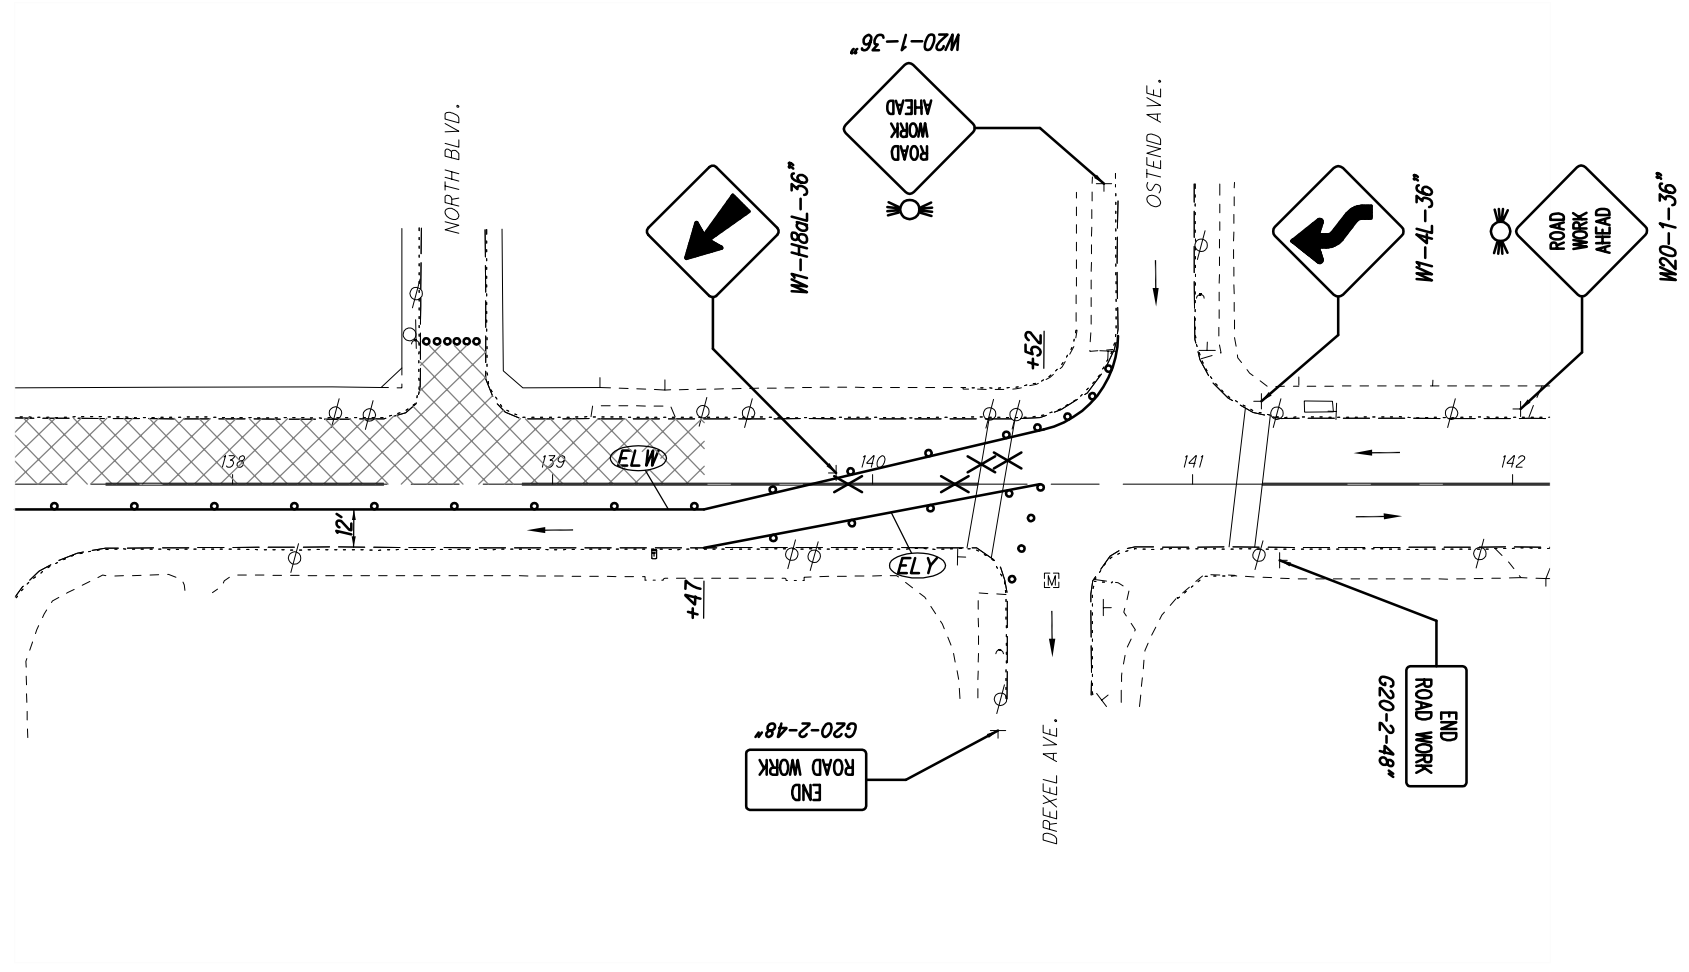 W20-1-36"
ROAD
WORK
AHEAD
NORTH BLVD.
OSTEND AVE.
W1-H8aL-36"
W1-4L-36"
ROAD
WORK
AHEAD
W20-1-36"
+52
138
139
ELW
140
141
142
12'
ELY
M
+47
DREXEL AVE.
G20-2-48"
END
ROAD WORK
END
ROAD WORK
G20-2-48"